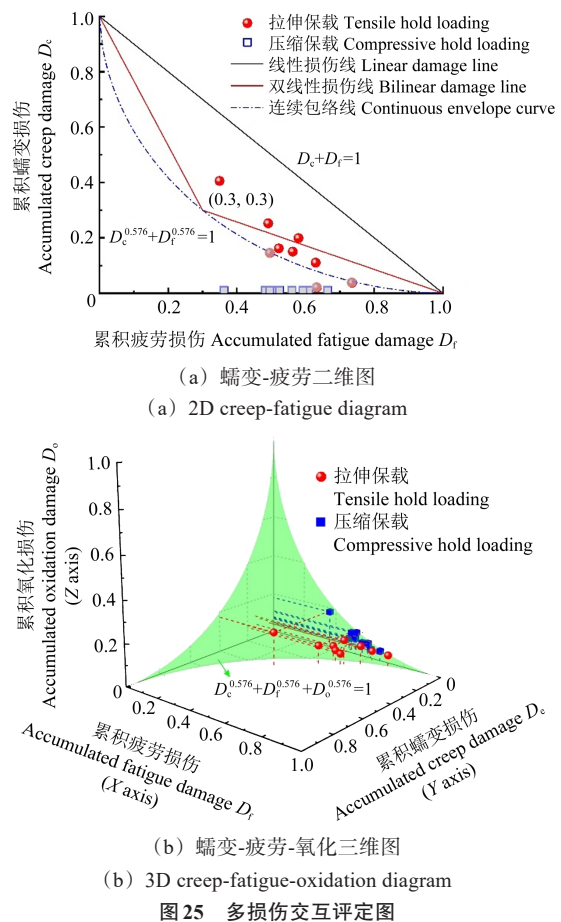 拉伸保载 Tensile hold loading
压缩保载 Compressive hold loading
线性损伤线 Linear damage line
双线性损伤线 Bilinear damage line
连续包络线 Continuous envelope curve
累积蠕变损伤
Accumulated creep damage Dc
1.0
0.8
0.6
0.4
0.2
0
0.2
0.4
0.6
0.8
1.0
Dc+Df=1
(0.3, 0.3)
Dc^0.576+Df^0.576=1
累积疲劳损伤 Accumulated fatigue damage Df
（a）蠕变-疲劳二维图
（a）2D creep-fatigue diagram
拉伸保载
Tensile hold loading
压缩保载
Compressive hold loading
累积氧化损伤
Accumulated oxidation damage Do
(Z axis)
1.0
0.8
0.6
0.4
0.2
0
0.2
0.4
0.6
0.8
1.0
0.8
0.6
0.4
0.2
0
Dc^0.576+Df^0.576+Do^0.576=1
累积疲劳损伤
Accumulated fatigue damage Df
(X axis)
累积蠕变损伤
Accumulated creep damage Dc
(Y axis)
（b）蠕变-疲劳-氧化三维图
（b）3D creep-fatigue-oxidation diagram
图25 多损伤交互评定图